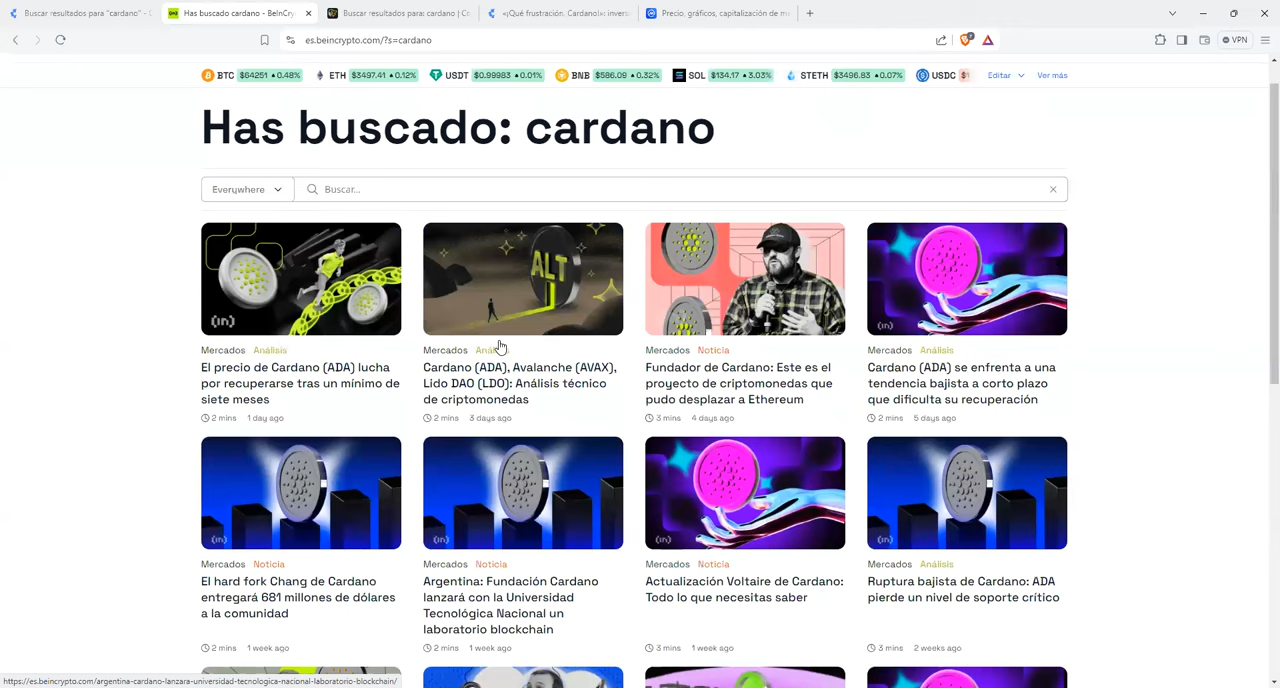 Buscar resultados para "cardano" - C
Has buscado cardano - BeInCry
Buscar resultados para: cardano | Cr
«¡Qué frustración, Cardano!»: invers
Precio, gráficos, capitalización de m
es.beincrypto.com/?s=cardano
VPN
BTC $64251 ▲0.48% ETH $3497.41 ▲0.12% USDT $0.99983 ▲0.01% BNB $586.09 ▲0.32% SOL $134.17 ▲3.03% STETH $3496.83 ▲0.07% USDC $1 Editar Ver más
Has buscado: cardano
Everywhere Buscar...
(in)
Mercados Análisis
El precio de Cardano (ADA) lucha
por recuperarse tras un mínimo de
siete meses
2 mins 1 day ago
ALT
Mercados
Cardano (ADA), Avalanche (AVAX),
Lido DAO (LDO): Análisis técnico
de criptomonedas
2 mins 3 days ago
Mercados Noticia
Fundador de Cardano: Este es el
proyecto de criptomonedas que
pudo desplazar a Ethereum
3 mins 4 days ago
(in)
Mercados Análisis
Cardano (ADA) se enfrenta a una
tendencia bajista a corto plazo
que dificulta su recuperación
2 mins 5 days ago
(in)
Mercados Noticia
El hard fork Chang de Cardano
entregará 681 millones de dólares
a la comunidad
2 mins 1 week ago
(in)
Mercados Noticia
Argentina: Fundación Cardano
lanzará con la Universidad
Tecnológica Nacional un
laboratorio blockchain
2 mins 1 week ago
(in)
Mercados Noticia
Actualización Voltaire de Cardano:
Todo lo que necesitas saber
3 mins 1 week ago
(in)
Mercados Análisis
Ruptura bajista de Cardano: ADA
pierde un nivel de soporte crítico
3 mins 2 weeks ago
https://es.beincrypto.com/argentina-cardano-lanzara-universidad-tecnologica-nacional-laboratorio-blockchain/